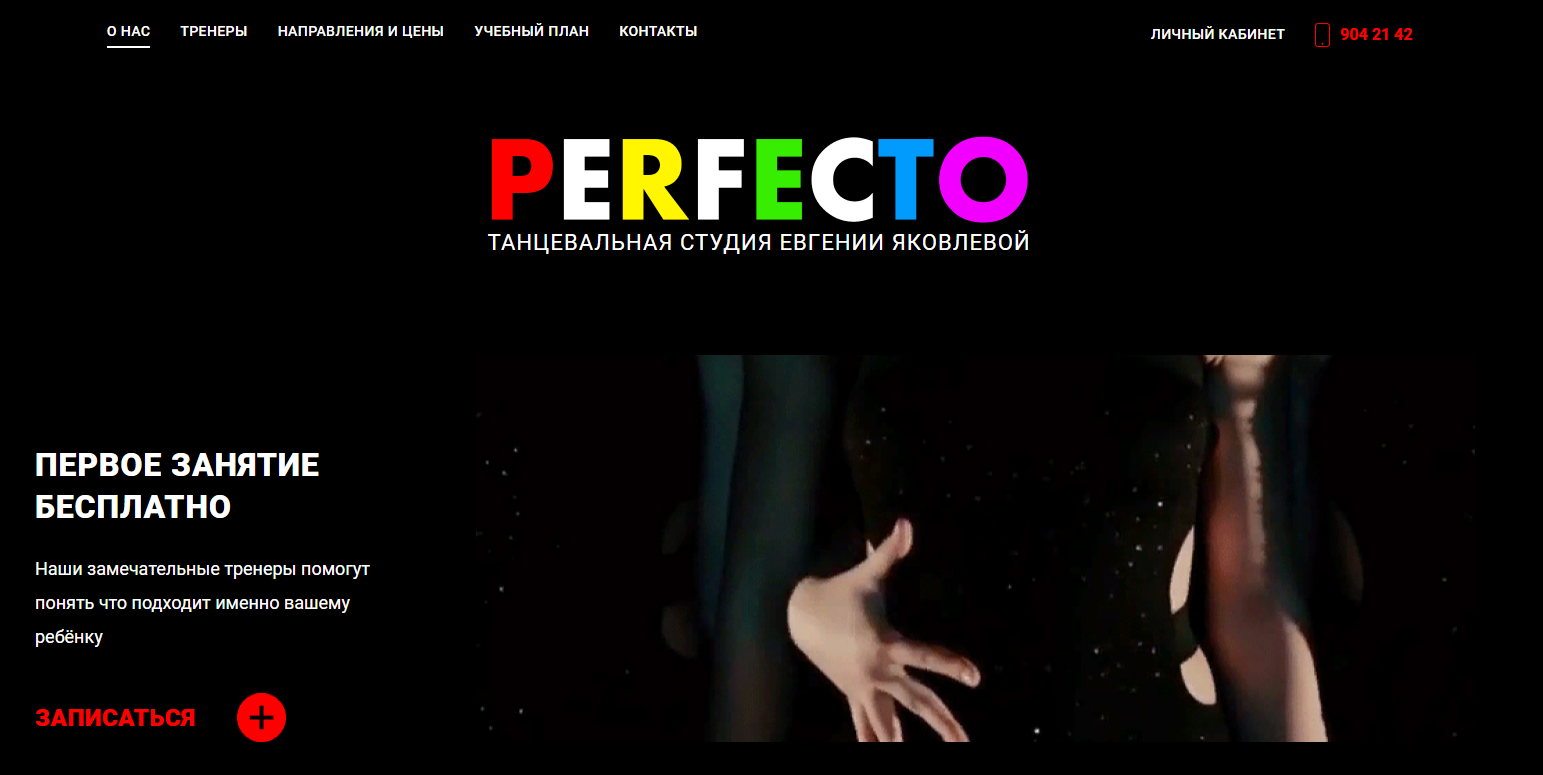 О НАС
ТРЕНЕРЫ
НАПРАВЛЕНИЯ И ЦЕНЫ
УЧЕБНЫЙ ПЛАН
КОНТАКТЫ
ЛИЧНЫЙ КАБИНЕТ
904 21 42
PERFECTO
ТАНЦЕВАЛЬНАЯ СТУДИЯ ЕВГЕНИИ ЯКОВЛЕВОЙ
ПЕРВОЕ ЗАНЯТИЕ
БЕСПЛАТНО
Наши замечательные тренеры помогут
понять что подходит именно вашему
ребёнку
ЗАПИСАТЬСЯ